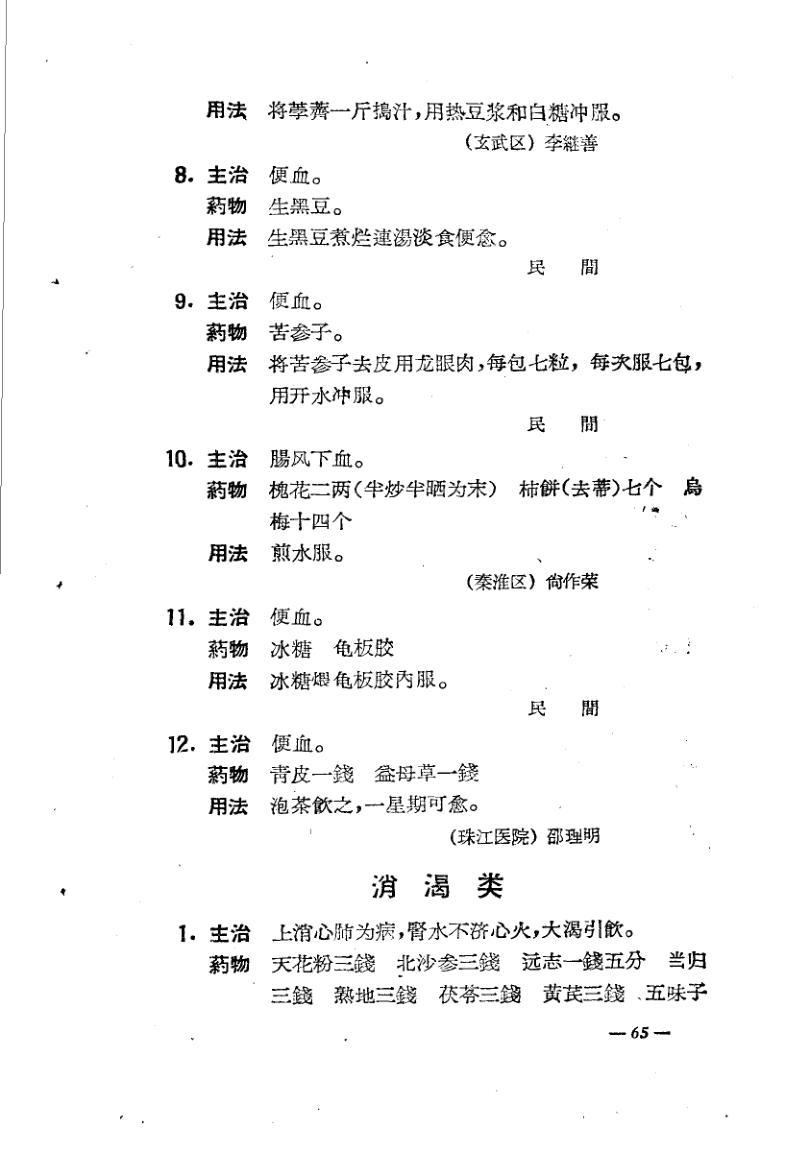 用法 将荸薺一斤搗汁，用热豆浆和白糖冲服。
（玄武区）李継善
8. 主治 便血。
葯物 生黑豆。
用法 生黑豆煮烂連湯淡食便愈。
民 間
9. 主治 便血。
葯物 苦参子。
用法 将苦参子去皮用龙眼肉，每包七粒，每次服七包，
用开水冲服。
民 間
10. 主治 腸风下血。
葯物 槐花二两（半炒半晒为末） 柿餅（去蒂）七个 烏
梅十四个
用法 煎水服。
（秦淮区）尙作荣
11. 主治 便血。
葯物 冰糖 龟板胶
用法 冰糖煨龟板胶內服。
民 間
12. 主治 便血。
葯物 青皮一錢 益母草一錢
用法 泡茶飲之，一星期可愈。
（珠江医院）邵理明
消 渴 类
1. 主治 上消心肺为病，腎水不济心火，大渴引飲。
葯物 天花粉三錢 北沙参三錢 远志一錢五分 当归
三錢 熟地三錢 茯苓三錢 黃芪三錢 五味子
— 65 —